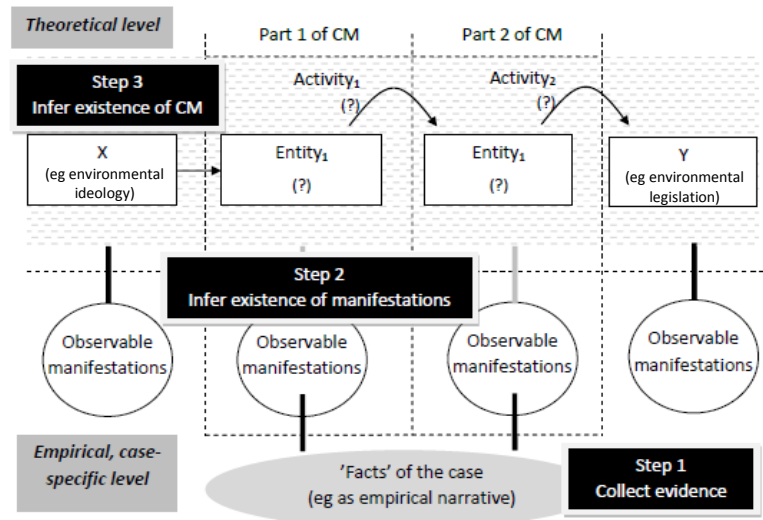 Theoretical level
Part 1 of CM
Part 2 of CM
Step 3
Infer existence of CM
Activity₁
(?)
Activity₂
(?)
X
(eg environmental
ideology)
Entity₁
(?)
Entity₁
(?)
Y
(eg environmental
legislation)
Step 2
Infer existence of manifestations
Observable
manifestations
Observable
manifestations
Observable
manifestations
Observable
manifestations
Empirical, case-
specific level
'Facts' of the case
(eg as empirical narrative)
Step 1
Collect evidence